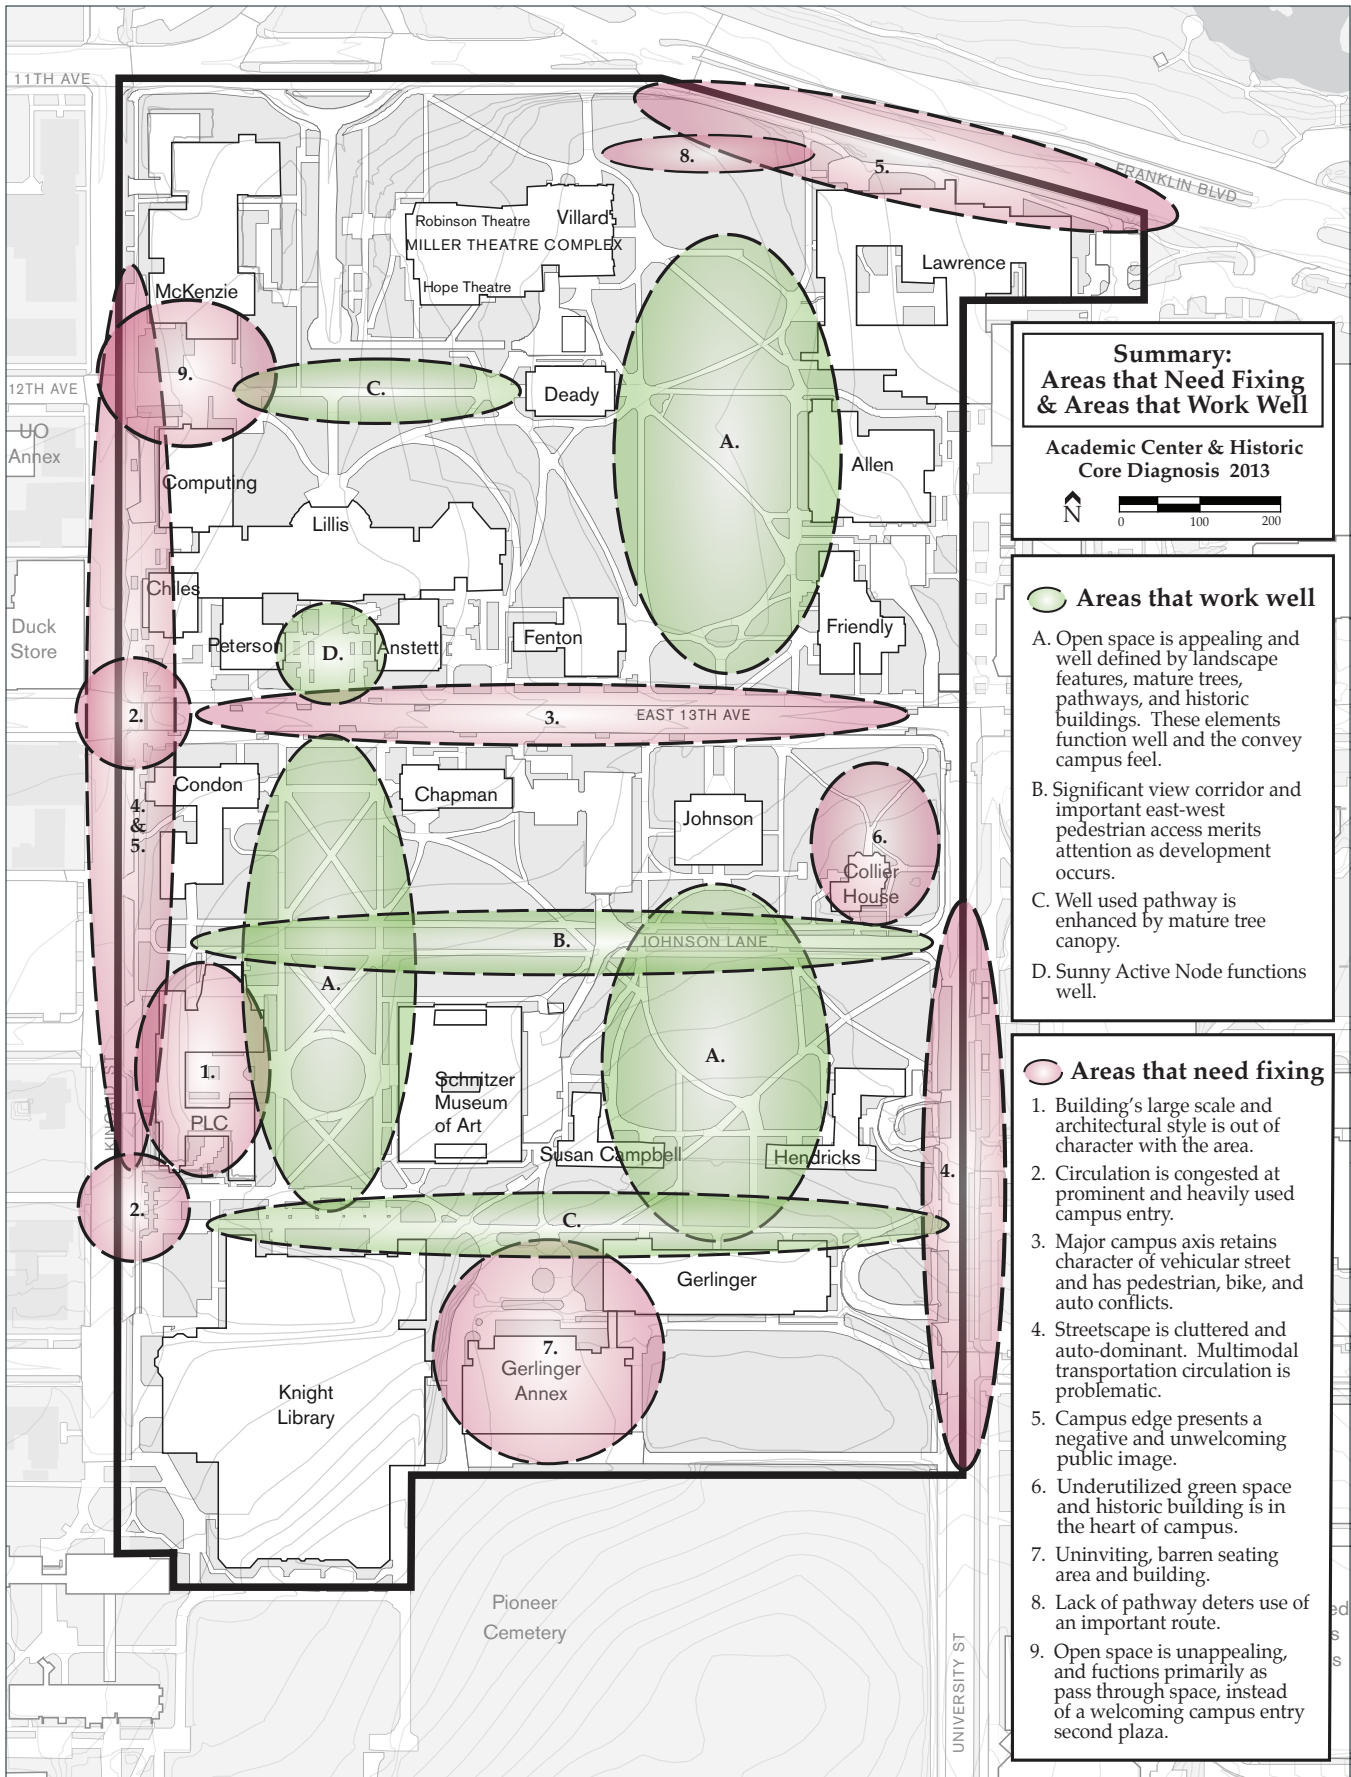 11TH AVE
FRANKLIN BLVD
8.
5.
Robinson Theatre
Villard
MILLER THEATRE COMPLEX
Hope Theatre
Lawrence
McKenzie
9.
12TH AVE
C.
Deady
UO
Annex
A.
Allen
Computing
Lillis
Chiles
Duck
Store
Peterson
D.
Anstett
Fenton
Friendly
2.
3.
EAST 13TH AVE
Condon
Chapman
Johnson
4.
&
5.
6.
Collier
House
B.
JOHNSON LANE
A.
A.
1.
PLC
Schnitzer
Museum
of Art
Susan Campbell
Hendricks
4.
2.
C.
Gerlinger
7.
Gerlinger
Annex
Knight
Library
Pioneer
Cemetery
UNIVERSITY ST
Summary:
Areas that Need Fixing
& Areas that Work Well
Academic Center & Historic
Core Diagnosis 2013
N
0 100 200
Areas that work well
A. Open space is appealing and
well defined by landscape
features, mature trees,
pathways, and historic
buildings. These elements
function well and the convey
campus feel.
B. Significant view corridor and
important east-west
pedestrian access merits
attention as development
occurs.
C. Well used pathway is
enhanced by mature tree
canopy.
D. Sunny Active Node functions
well.
Areas that need fixing
1. Building's large scale and
architectural style is out of
character with the area.
2. Circulation is congested at
prominent and heavily used
campus entry.
3. Major campus axis retains
character of vehicular street
and has pedestrian, bike, and
auto conflicts.
4. Streetscape is cluttered and
auto-dominant. Multimodal
transportation circulation is
problematic.
5. Campus edge presents a
negative and unwelcoming
public image.
6. Underutilized green space
and historic building is in
the heart of campus.
7. Uninviting, barren seating
area and building.
8. Lack of pathway deters use of
an important route.
9. Open space is unappealing,
and fuctions primarily as
pass through space, instead
of a welcoming campus entry
second plaza.